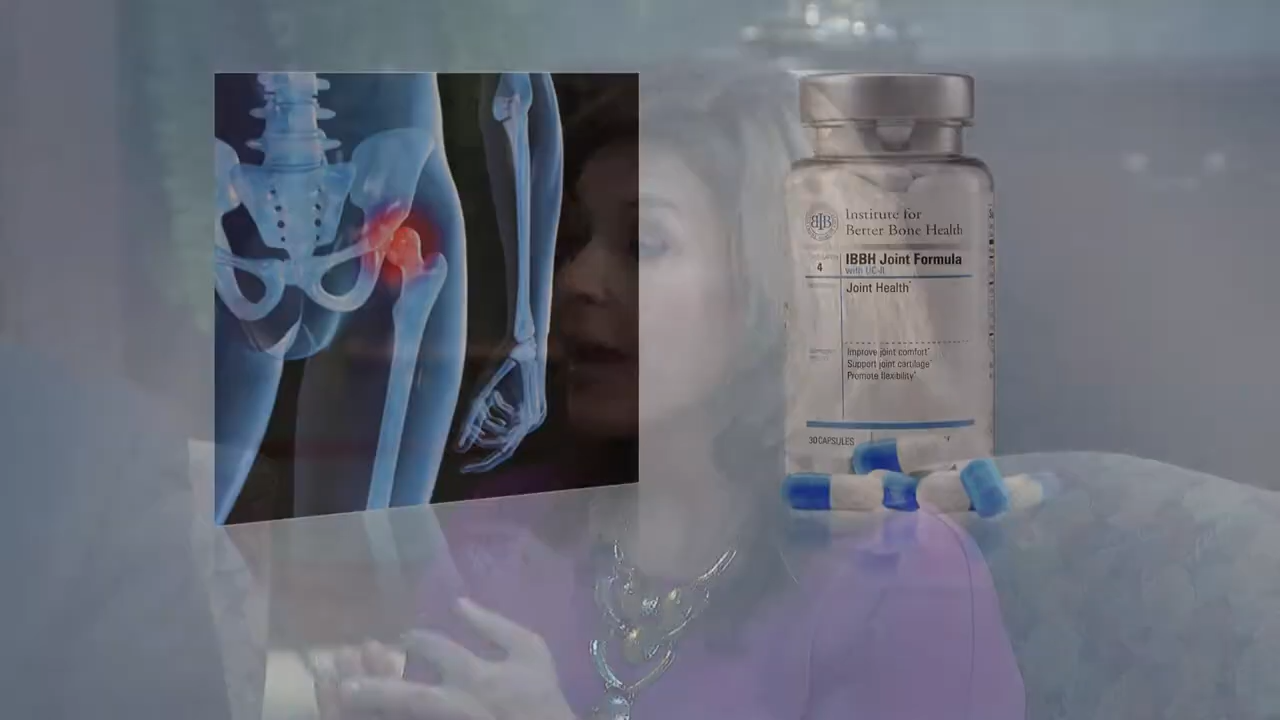 IBB
Institute for
Better Bone Health
4
IBBH Joint Formula
with UC-II
Joint Health*
Improve joint comfort*
Support joint cartilage*
Promote flexibility*
30 CAPSULES